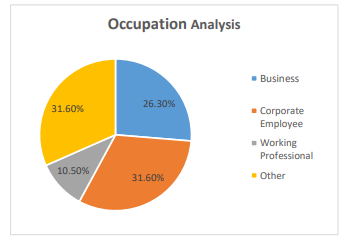 Occupation Analysis
26.30%
31.60%
10.50%
31.60%
Business
Corporate
Employee
Working
Professional
Other